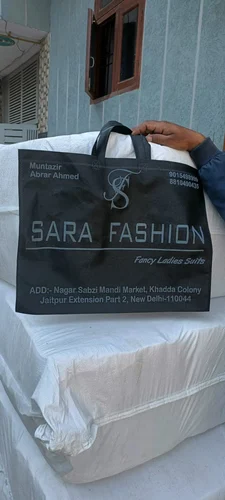 Muntazir
Abrar Ahmed
SARA FASHION
Fancy Ladies Suits
ADD:- Nagar Sabzi Mandi Market, Khadda Colony
Jaitpur Extension Part 2, New Delhi-110044